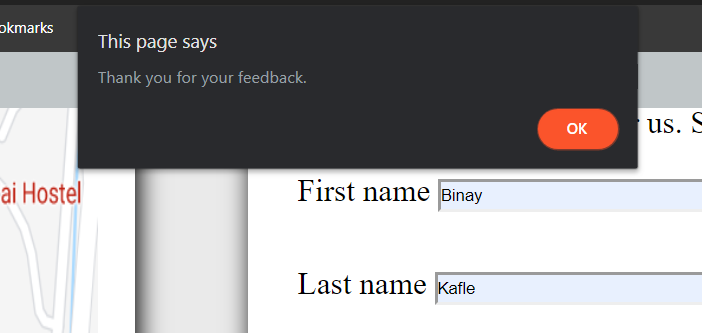 okmarks
This page says
Thank you for your feedback.
OK
us. S
ai Hostel
First name Binay
Last name Kafle